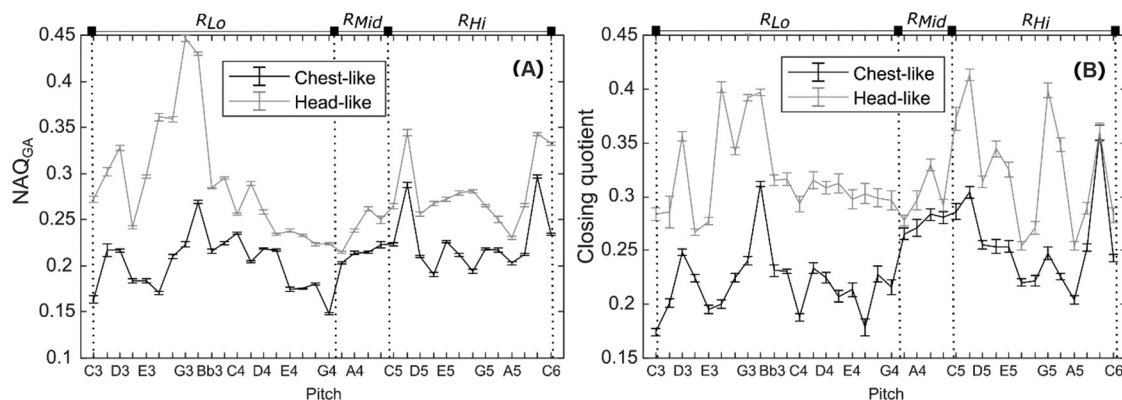 R_Lo R_Mid R_Hi
0.45
0.4
0.35
0.3
0.25
0.2
0.15
0.1
NAQ_GA
Chest-like
Head-like
(A)
C3 D3 E3 G3 Bb3 C4 D4 E4 G4 A4 C5 D5 E5 G5 A5 C6
Pitch
R_Lo R_Mid R_Hi
0.45
0.4
0.35
0.3
0.25
0.2
0.15
Closing quotient
Chest-like
Head-like
(B)
C3 D3 E3 G3 Bb3 C4 D4 E4 G4 A4 C5 D5 E5 G5 A5 C6
Pitch